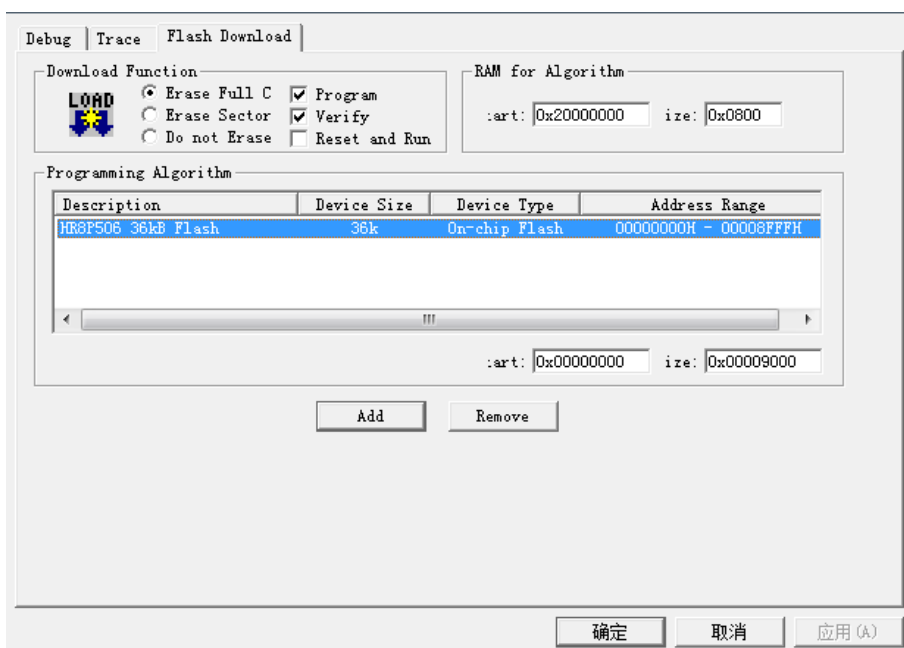 Debug Trace Flash Download
Download Function
LOAD
Erase Full C
Program
Erase Sector
Verify
Do not Erase
Reset and Run
RAM for Algorithm
:art: 0x20000000 ize: 0x0800
Programming Algorithm
Description Device Size Device Type Address Range
HR8P506 36kB Flash 36k On-chip Flash 00000000H - 00008FFFH
:art: 0x00000000 ize: 0x00009000
Add Remove
确定 取消 应用(A)